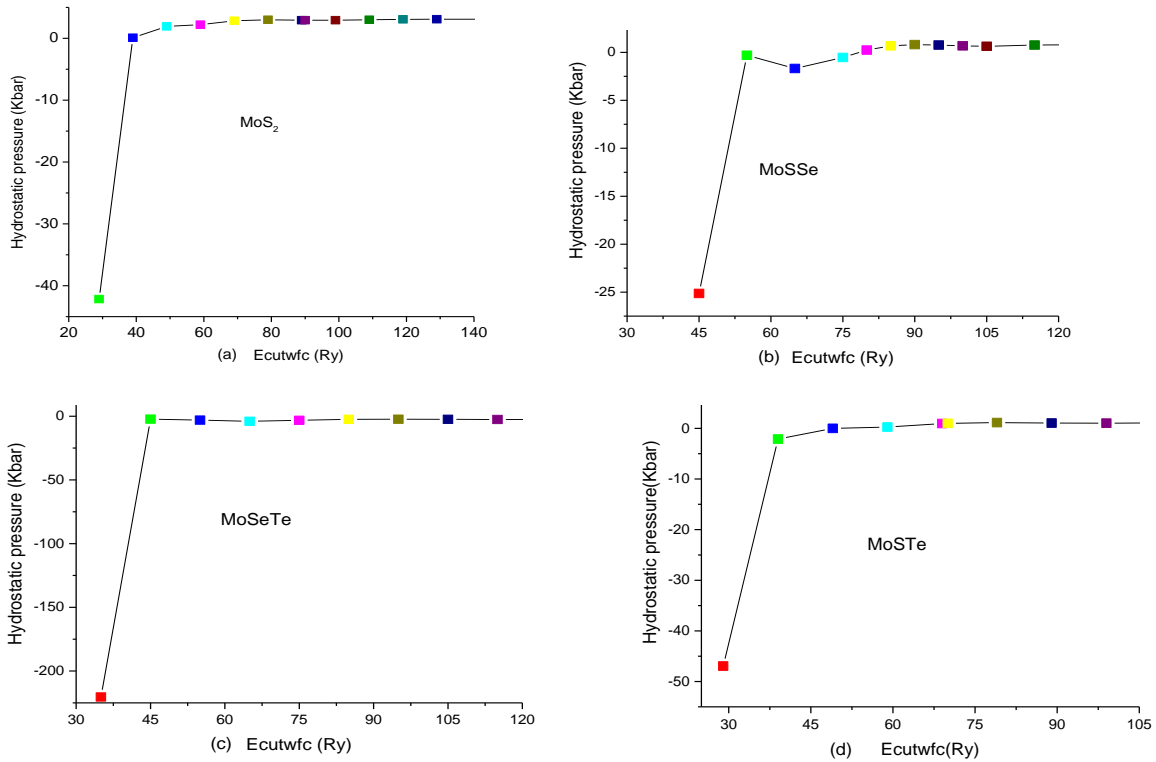 Hydrostatic pressure (Kbar)
0
-10
-20
-30
-40
MoS₂
20 40 60 80 100 120 140
(a) Ecutwfc (Ry)
Hydrostatic pressure (Kbar)
0
-5
-10
-15
-20
-25
MoSSe
30 45 60 75 90 105 120
(b) Ecutwfc (Ry)
Hydrostatic pressure (Kbar)
0
-50
-100
-150
-200
MoSeTe
30 45 60 75 90 105 120
(c) Ecutwfc (Ry)
Hydrostatic pressure(Kbar)
0
-10
-20
-30
-40
-50
MoSTe
30 45 60 75 90 105
(d) Ecutwfc(Ry)